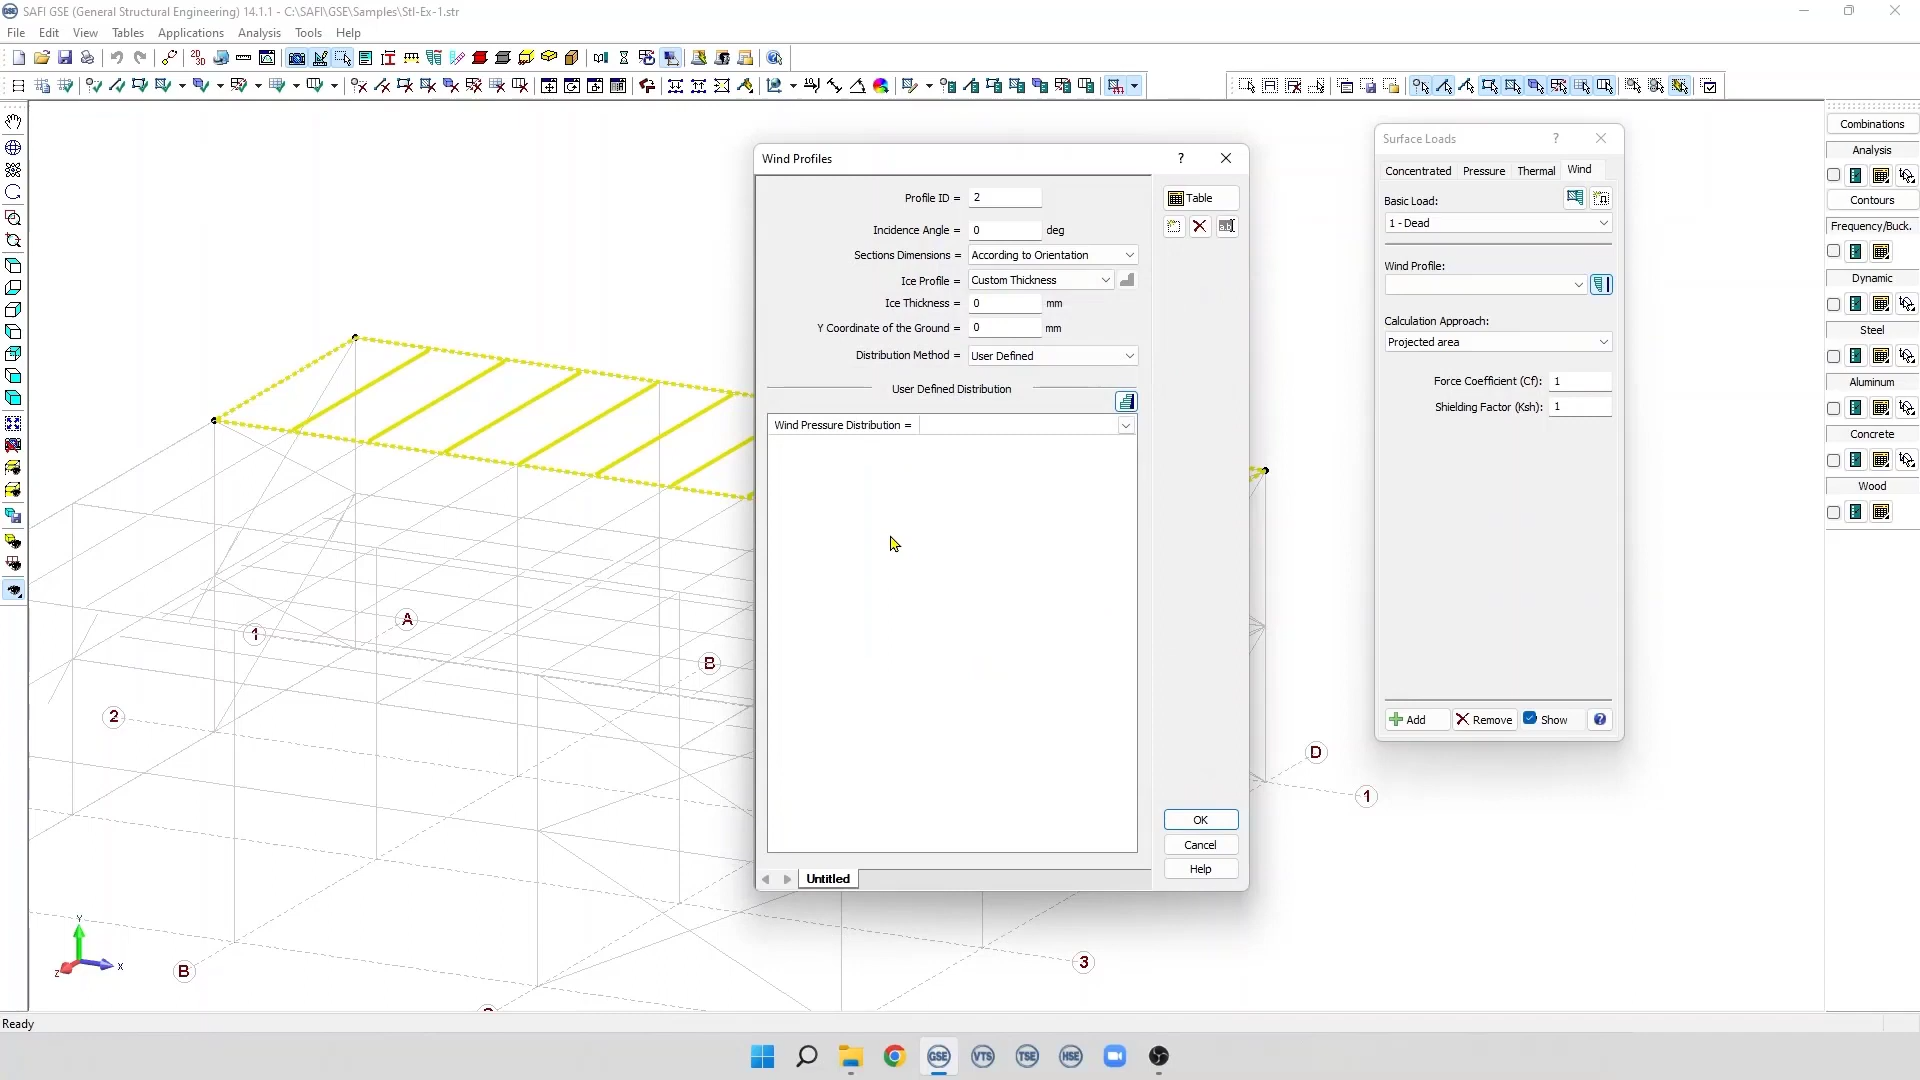 SAFI GSE (General Structural Engineering) 14.1.1 - C:\SAFI\GSE\Samples\Stl-Ex-1.str
File Edit View Tables Applications Analysis Tools Help
Wind Profiles
Profile ID = 2
Table
Incidence Angle = 0 deg
Sections Dimensions = According to Orientation
Ice Profile = Custom Thickness
Ice Thickness = 0 mm
Y Coordinate of the Ground = 0 mm
Distribution Method = User Defined
User Defined Distribution
Wind Pressure Distribution =
OK
Cancel
Help
Untitled
Surface Loads
Concentrated Pressure Thermal Wind
Basic Load:
1 - Dead
Wind Profile:
Calculation Approach:
Projected area
Force Coefficient (Cf): 1
Shielding Factor (Ksh): 1
Add Remove Show
Combinations
Analysis
Contours
Frequency/Buck.
Dynamic
Steel
Aluminum
Concrete
Wood
A
1
B
2
D
1
3
B
Y
X
Z
Ready
GSE VTS TSE HSE